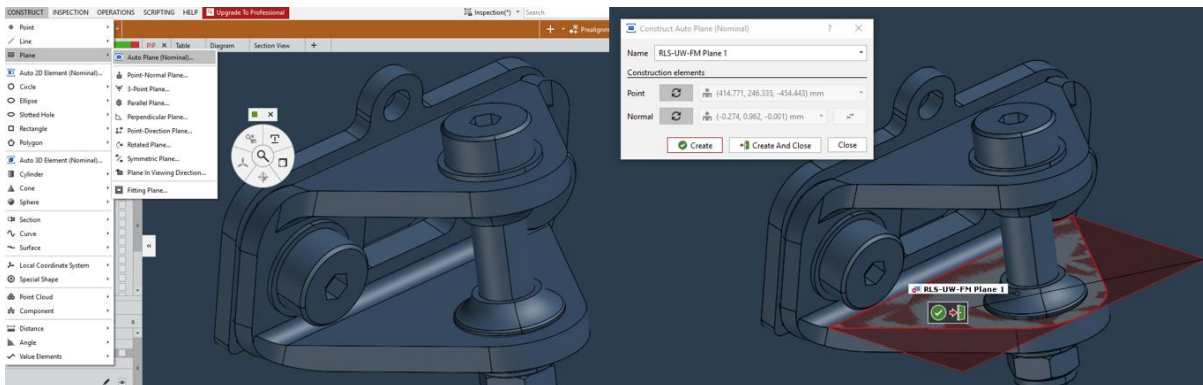 CONSTRUCT INSPECTION OPERATIONS SCRIPTING HELP Upgrade To Professional Inspection(*) Search
Prealignm
PIP Table Diagram Section View +
Point
Line
Plane
Auto 2D Element (Nominal)...
Circle
Ellipse
Slotted Hole
Rectangle
Polygon
Auto 3D Element (Nominal)...
Cylinder
Cone
Sphere
Section
Curve
Surface
Local Coordinate System
Special Shape
Point Cloud
Component
Distance
Angle
Value Elements
Auto Plane (Nominal)...
Point-Normal Plane...
3-Point Plane...
Parallel Plane...
Perpendicular Plane...
Point-Direction Plane...
Rotated Plane...
Symmetric Plane...
Plane In Viewing Direction...
Fitting Plane...
Construct Auto Plane (Nominal) ?
Name RLS-UW-FM Plane 1
Construction elements
Point (414.771, 246.335, -454.443) mm
Normal (-0.274, 0.962, -0.001) mm
Create Create And Close Close
RLS-UW-FM Plane 1